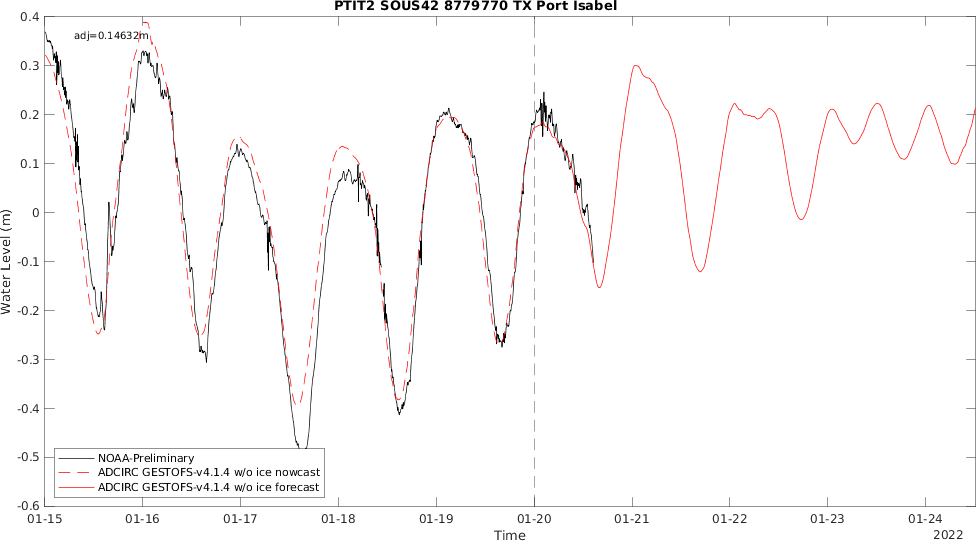 PTIT2 SOUS42 8779770 TX Port Isabel
adj=0.14632m
0.4
0.3
0.2
0.1
0
-0.1
-0.2
-0.3
-0.4
-0.5
-0.6
Water Level (m)
NOAA-Preliminary
ADCIRC GESTOFS-v4.1.4 w/o ice nowcast
ADCIRC GESTOFS-v4.1.4 w/o ice forecast
01-15 01-16 01-17 01-18 01-19 01-20 01-21 01-22 01-23 01-24
Time
2022